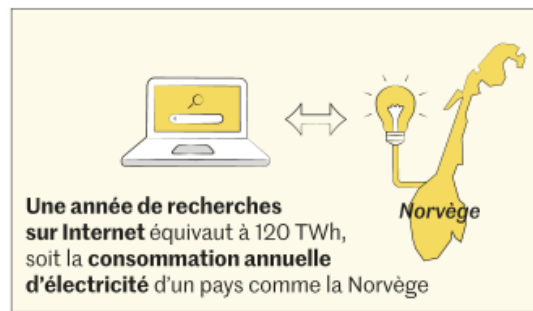 Norvège
Une année de recherches
sur Internet équivaut à 120 TWh,
soit la consommation annuelle
d'électricité d'un pays comme la Norvège